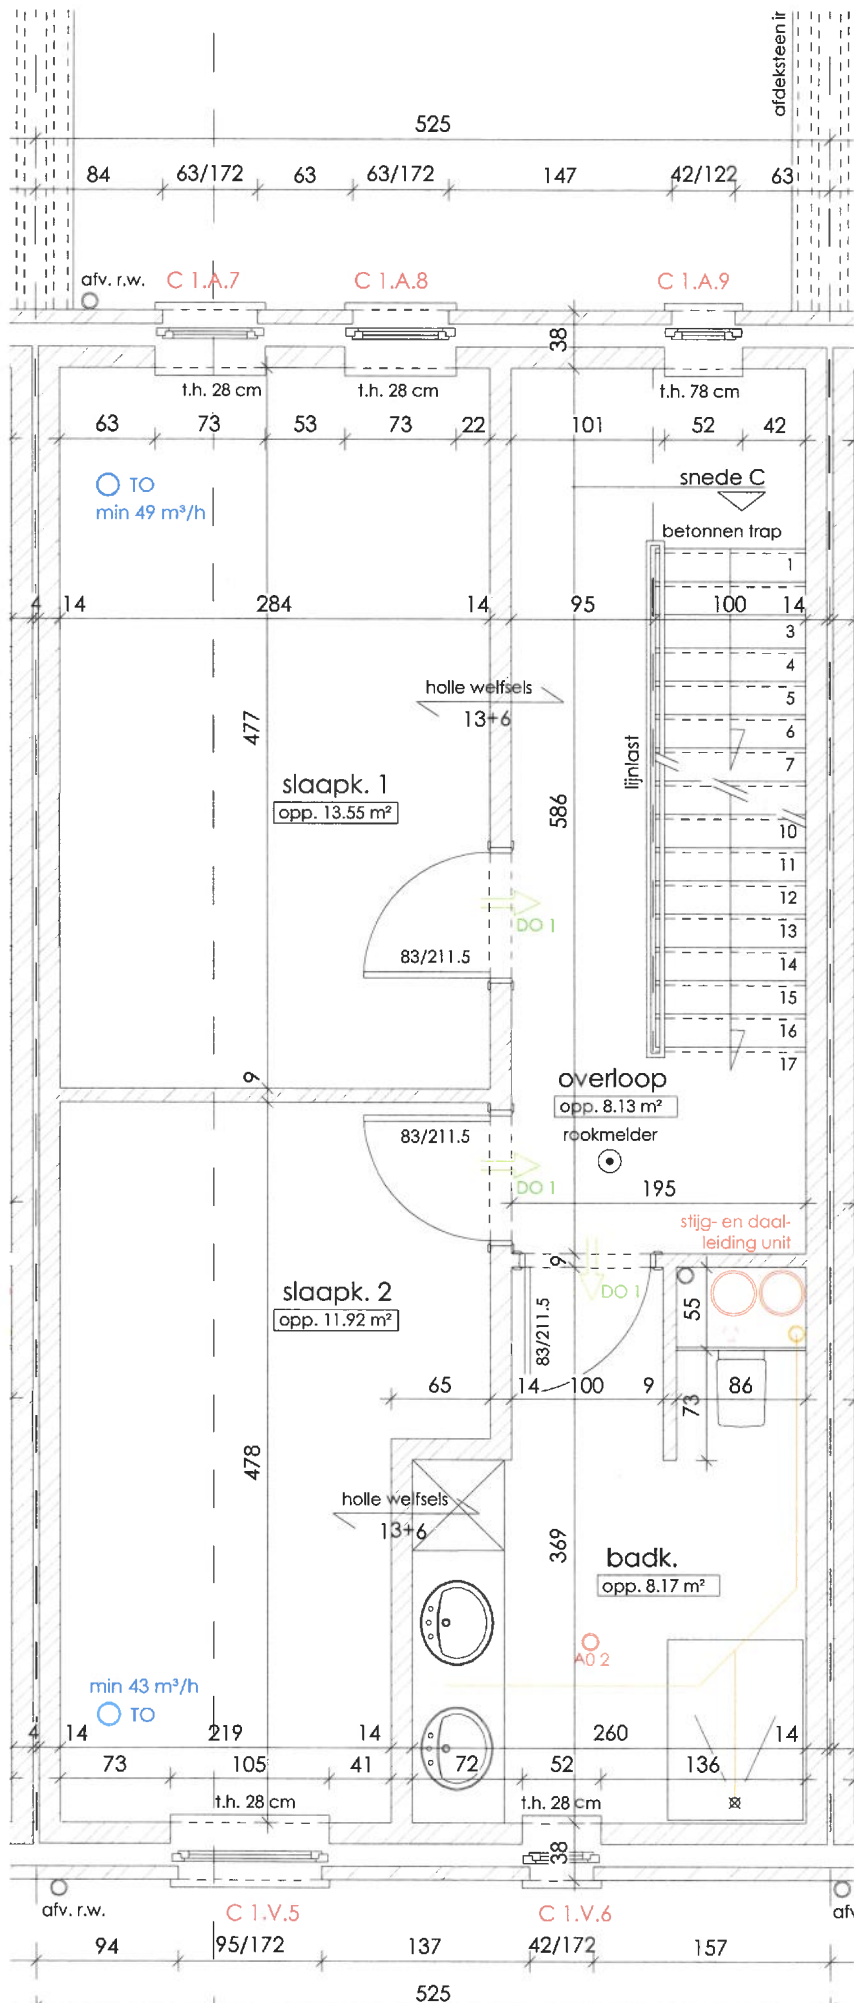 afdeksteen in
525
84 63/172 63 63/172 147 42/122 63
afv. r.w. C 1.A.7 C 1.A.8 C 1.A.9
38
t.h. 28 cm t.h. 28 cm t.h. 78 cm
63 73 53 73 22 101 52 42
TO
min 49 m³/h
snede C
betonnen trap
1
4 14 284 14 95 100 14
3
4
5
6
7
10
11
12
13
14
15
16
17
holle welfsels
13+6
477
lijnlast
586
slaapk. 1
opp. 13.55 m²
DO 1
83/211.5
9
overloop
opp. 8.13 m²
rookmelder
83/211.5
DO 1
195
stijg- en daal-
leiding unit
9
DO 1
55
83/211.5
slaapk. 2
opp. 11.92 m²
65 14 100 9 86
73
478
holle welfsels
13+6
369
badk.
opp. 8.17 m²
A0 2
min 43 m³/h
TO
4 14 219 14 260 14
73 105 41 72 52 136
t.h. 28 cm t.h. 28 cm
38
afv. r.w. C 1.V.5 C 1.V.6 afv
94 95/172 137 42/172 157
525